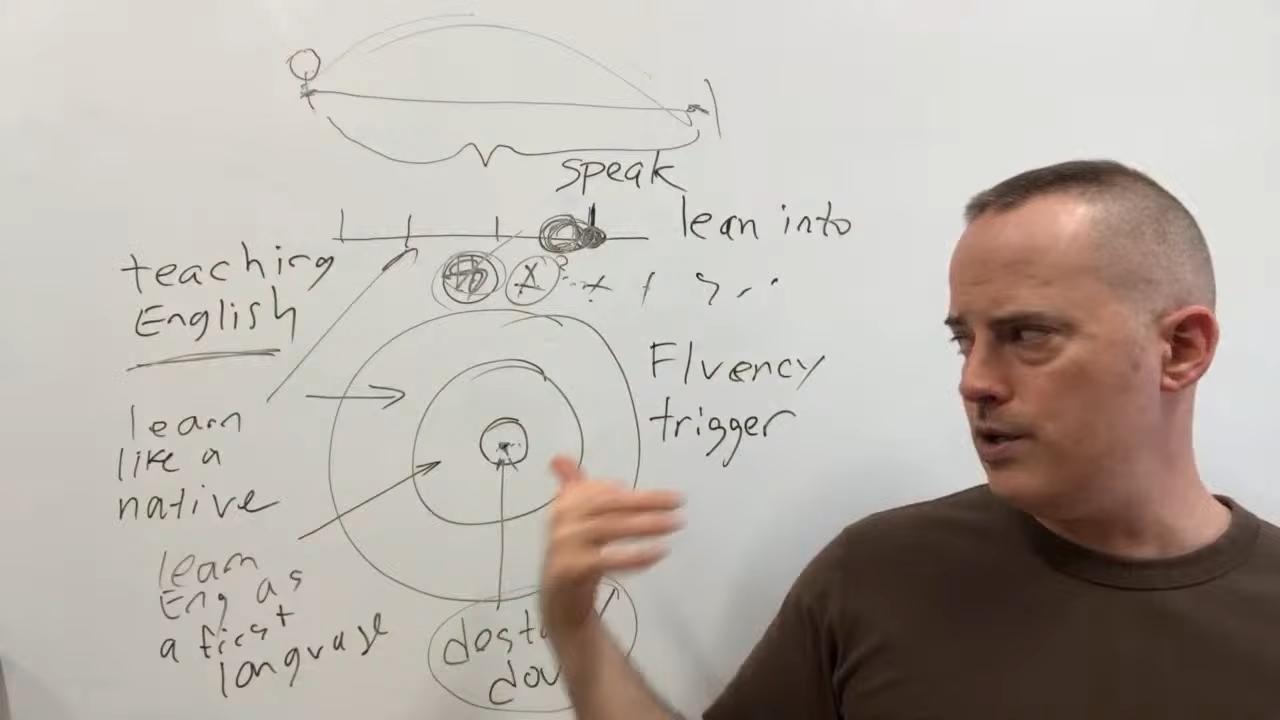 speak
lean into
teaching
English
Fluency
trigger
learn
like a
native
learn
Eng as
a first
language